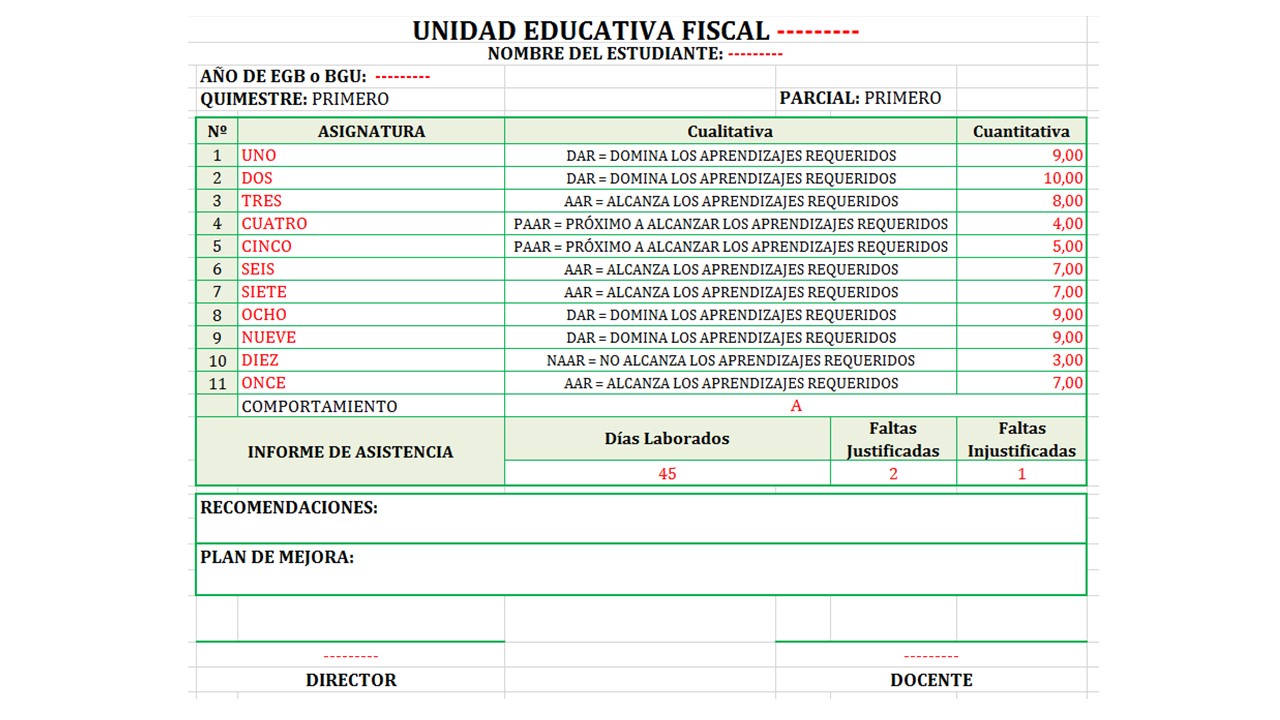 UNIDAD EDUCATIVA FISCAL ---------
NOMBRE DEL ESTUDIANTE: ---------
AÑO DE EGB o BGU: ---------
QUIMESTRE: PRIMERO PARCIAL: PRIMERO
Nº ASIGNATURA Cualitativa Cuantitativa
1 UNO DAR = DOMINA LOS APRENDIZAJES REQUERIDOS 9,00
2 DOS DAR = DOMINA LOS APRENDIZAJES REQUERIDOS 10,00
3 TRES AAR = ALCANZA LOS APRENDIZAJES REQUERIDOS 8,00
4 CUATRO PAAR = PRÓXIMO A ALCANZAR LOS APRENDIZAJES REQUERIDOS 4,00
5 CINCO PAAR = PRÓXIMO A ALCANZAR LOS APRENDIZAJES REQUERIDOS 5,00
6 SEIS AAR = ALCANZA LOS APRENDIZAJES REQUERIDOS 7,00
7 SIETE AAR = ALCANZA LOS APRENDIZAJES REQUERIDOS 7,00
8 OCHO DAR = DOMINA LOS APRENDIZAJES REQUERIDOS 9,00
9 NUEVE DAR = DOMINA LOS APRENDIZAJES REQUERIDOS 9,00
10 DIEZ NAAR = NO ALCANZA LOS APRENDIZAJES REQUERIDOS 3,00
11 ONCE AAR = ALCANZA LOS APRENDIZAJES REQUERIDOS 7,00
COMPORTAMIENTO A
INFORME DE ASISTENCIA
Días Laborados
Faltas
Justificadas
Faltas
Injustificadas
45 2 1
RECOMENDACIONES:
PLAN DE MEJORA:
--------- ---------
DIRECTOR DOCENTE